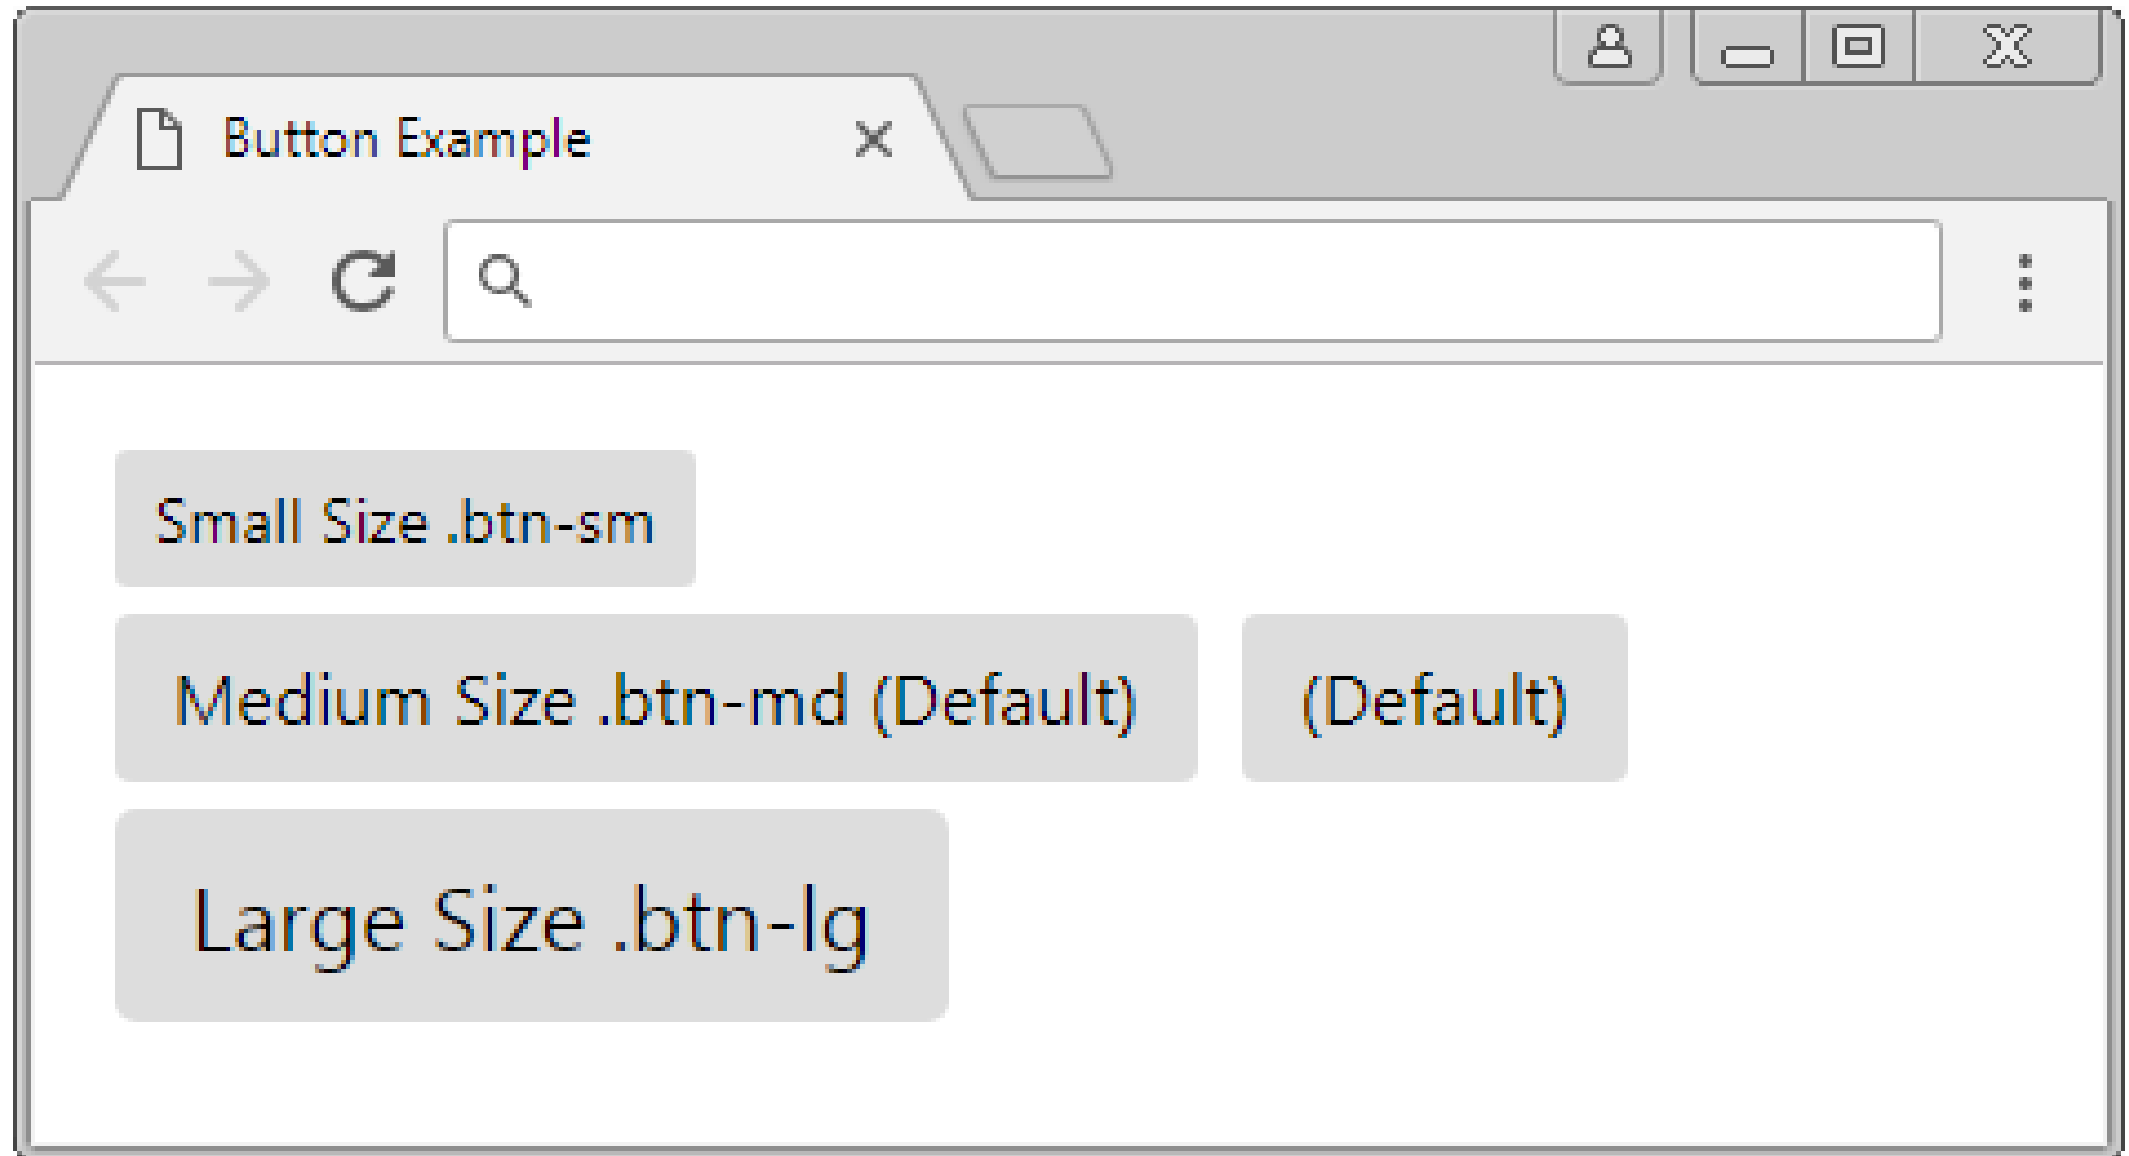 Button Example
Small Size .btn-sm
Medium Size .btn-md (Default) (Default)
Large Size .btn-lg